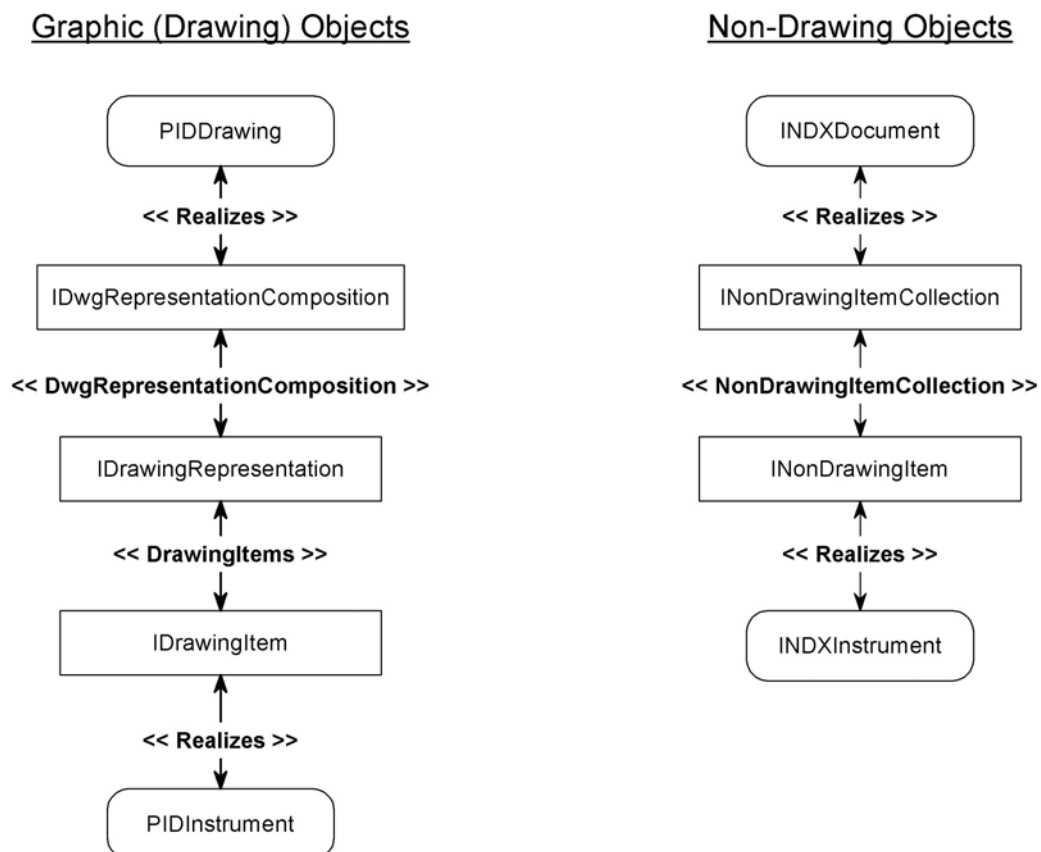 Graphic (Drawing) Objects
PIDDrawing
<< Realizes >>
IDwgRepresentationComposition
<< DwgRepresentationComposition >>
IDrawingRepresentation
<< DrawingItems >>
IDrawingItem
<< Realizes >>
PIDInstrument
Non-Drawing Objects
INDXDocument
<< Realizes >>
INonDrawingItemCollection
<< NonDrawingItemCollection >>
INonDrawingItem
<< Realizes >>
INDXInstrument